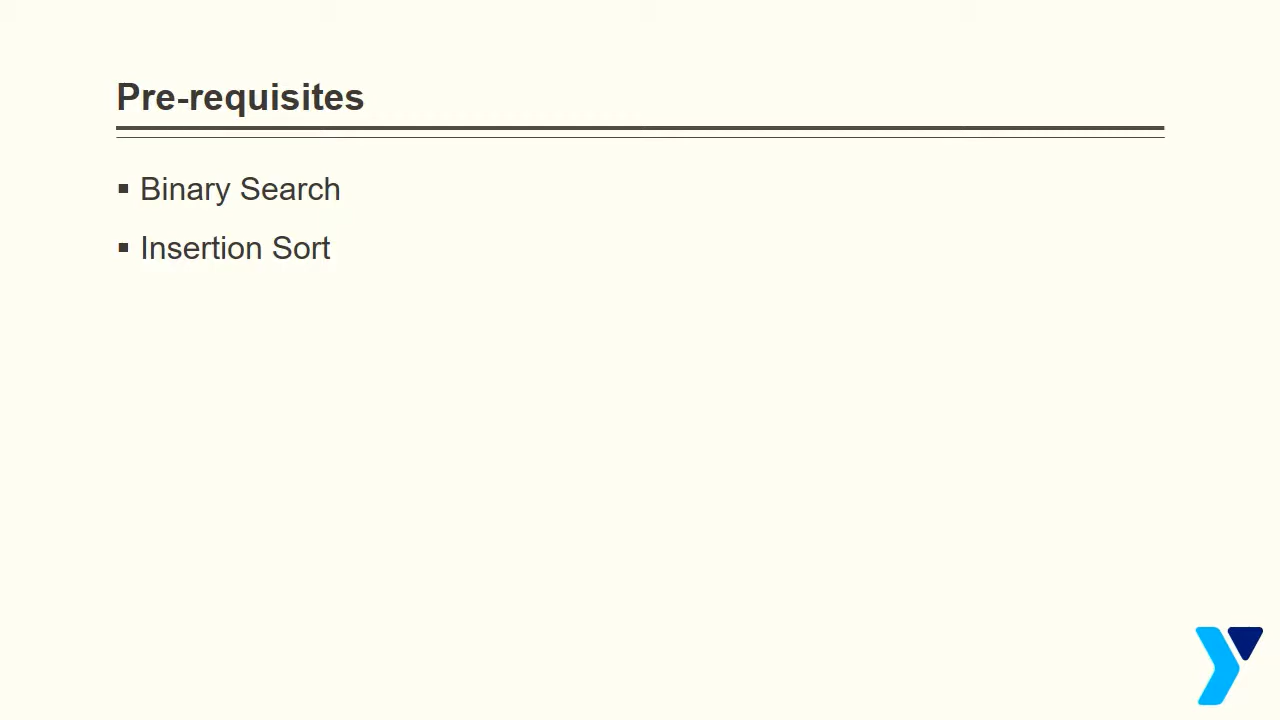 Pre-requisites
▪ Binary Search
▪ Insertion Sort